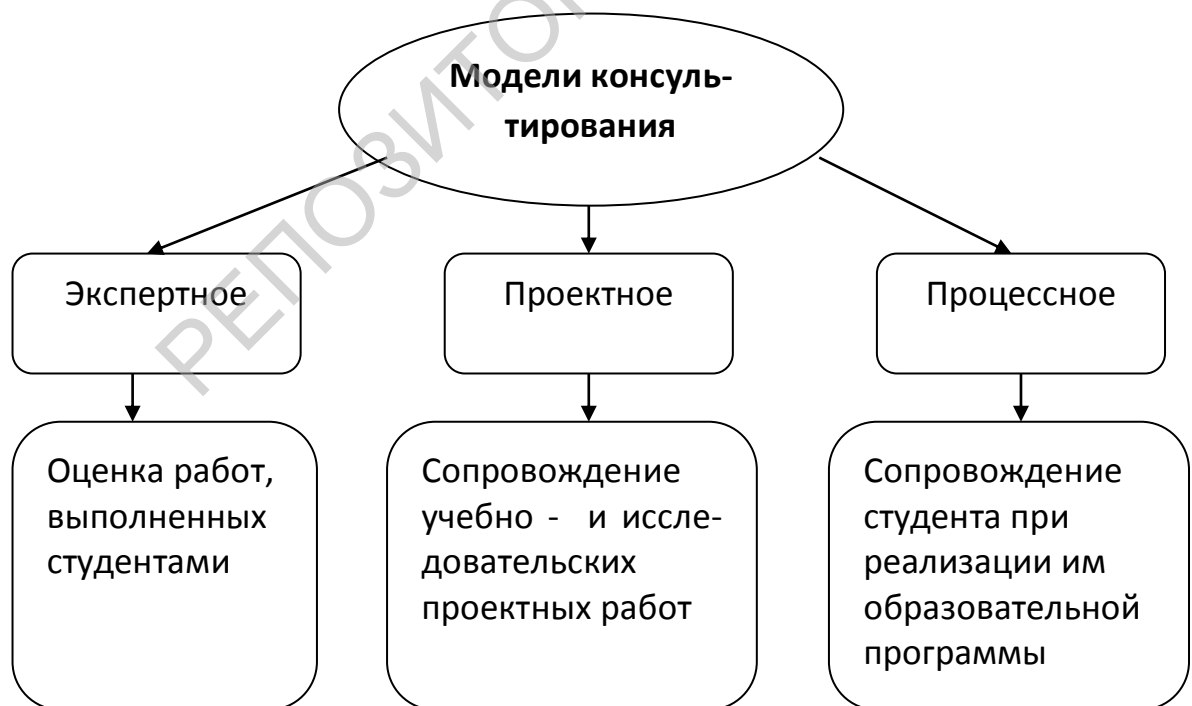 Модели консуль-
тирования
Экспертное
Проектное
Процессное
Оценка работ,
выполненных
студентами
Сопровождение
учебно - и иссле-
довательских
проектных работ
Сопровождение
студента при
реализации им
образовательной
программы